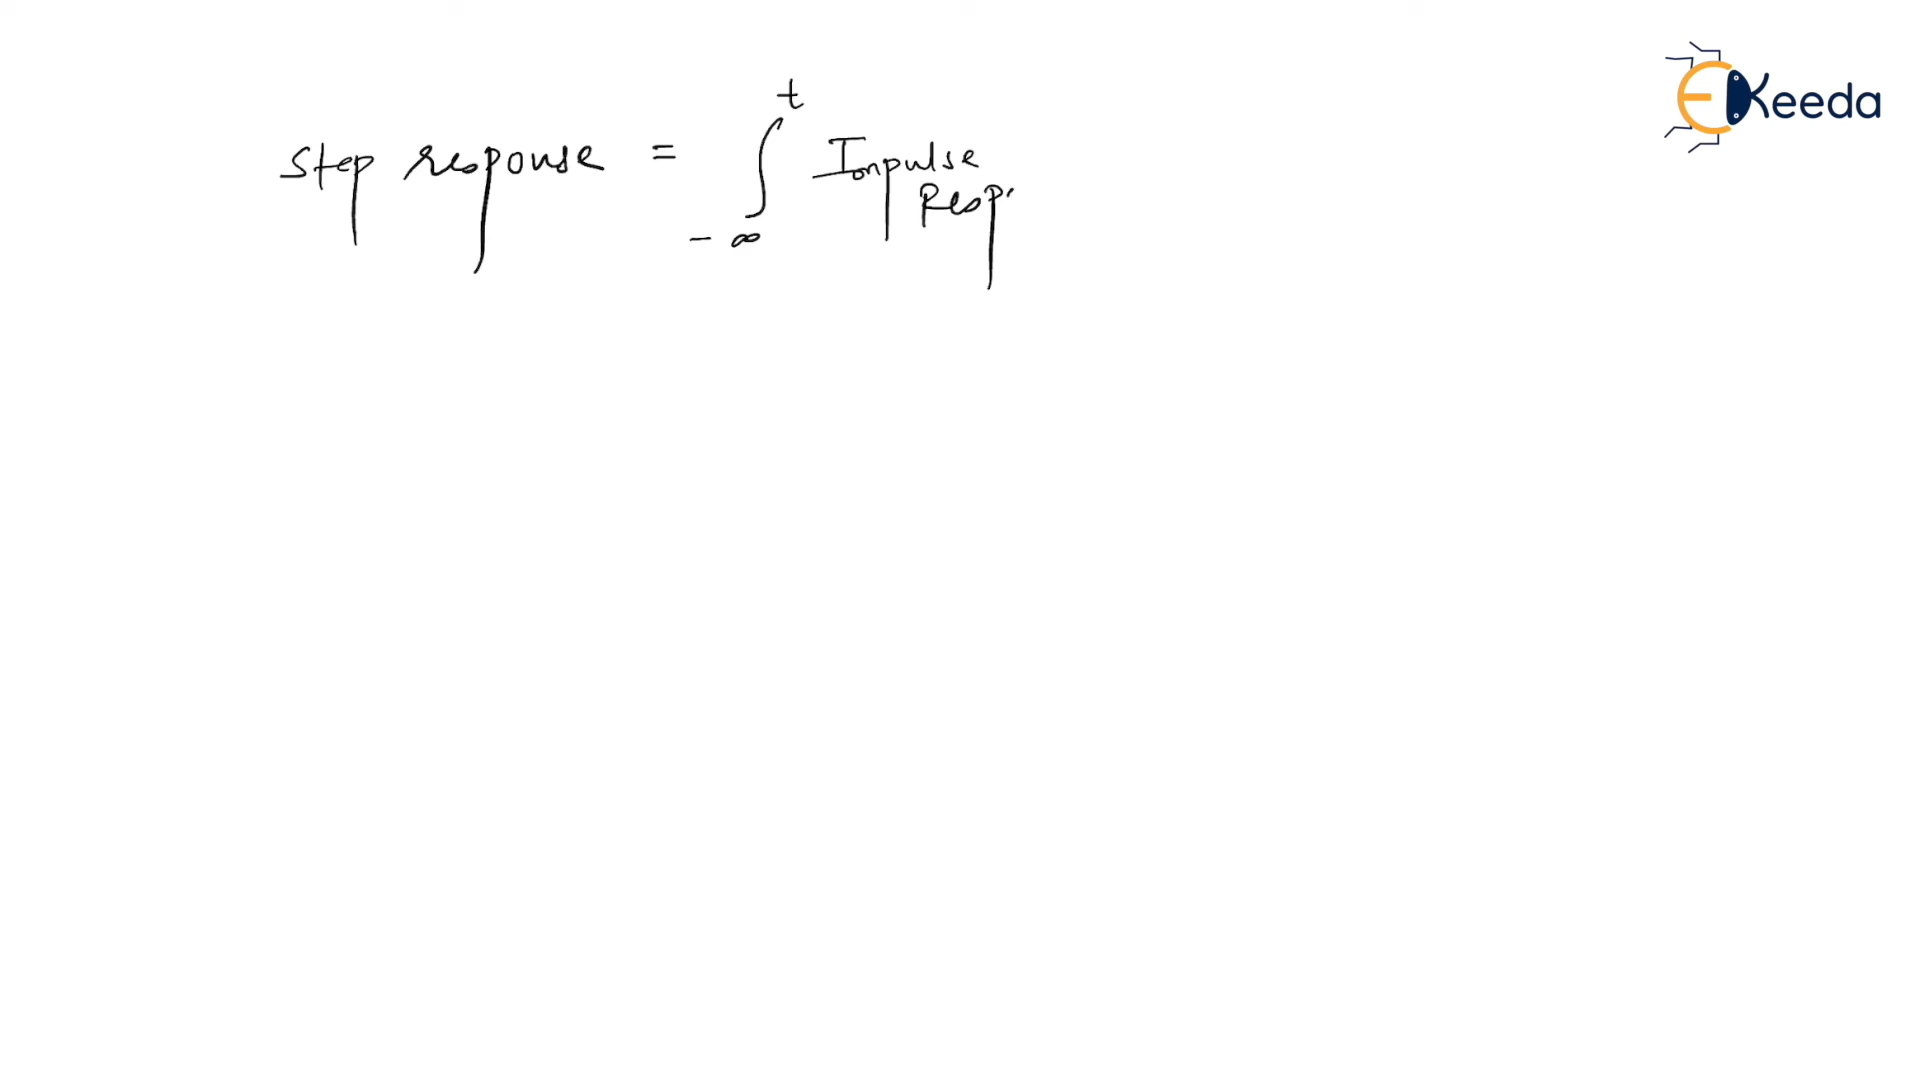 Step response = ∫ Impulse
t
- ∞
Resp
EKeeda